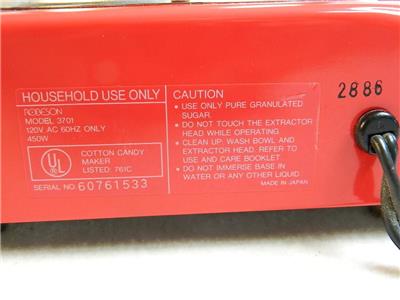 HOUSEHOLD USE ONLY
ROBESON
MODEL 3701
120V AC 60HZ ONLY
450W
UL
COTTON CANDY
MAKER
LISTED: 761C
SERIAL NO. 60761533
CAUTION
• USE ONLY PURE GRANULATED
SUGAR
• DO NOT TOUCH THE EXTRACTOR
HEAD WHILE OPERATING
• CLEAN UP: WASH BOWL AND
EXTRACTOR HEAD. REFER TO
USE AND CARE BOOKLET
• DO NOT IMMERSE BASE IN
WATER OR ANY OTHER LIQUID
MADE IN JAPAN
2886